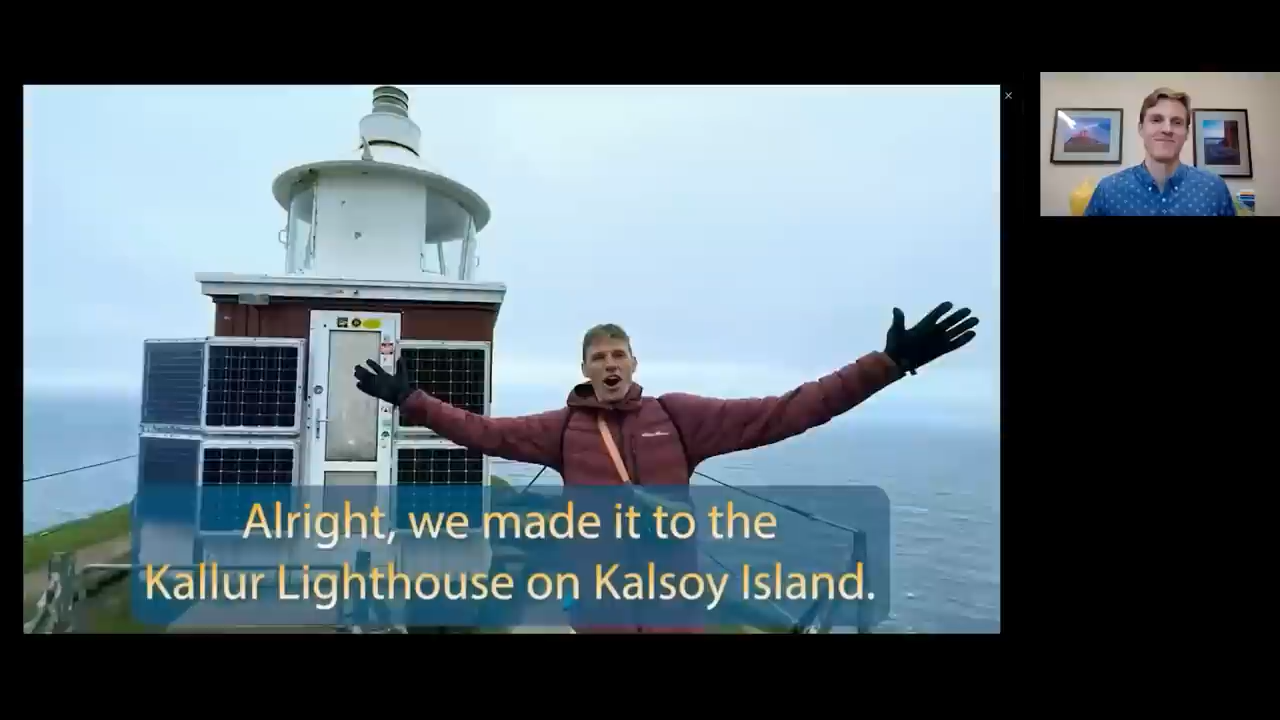 Alright, we made it to the
Kallur Lighthouse on Kalsoy Island.